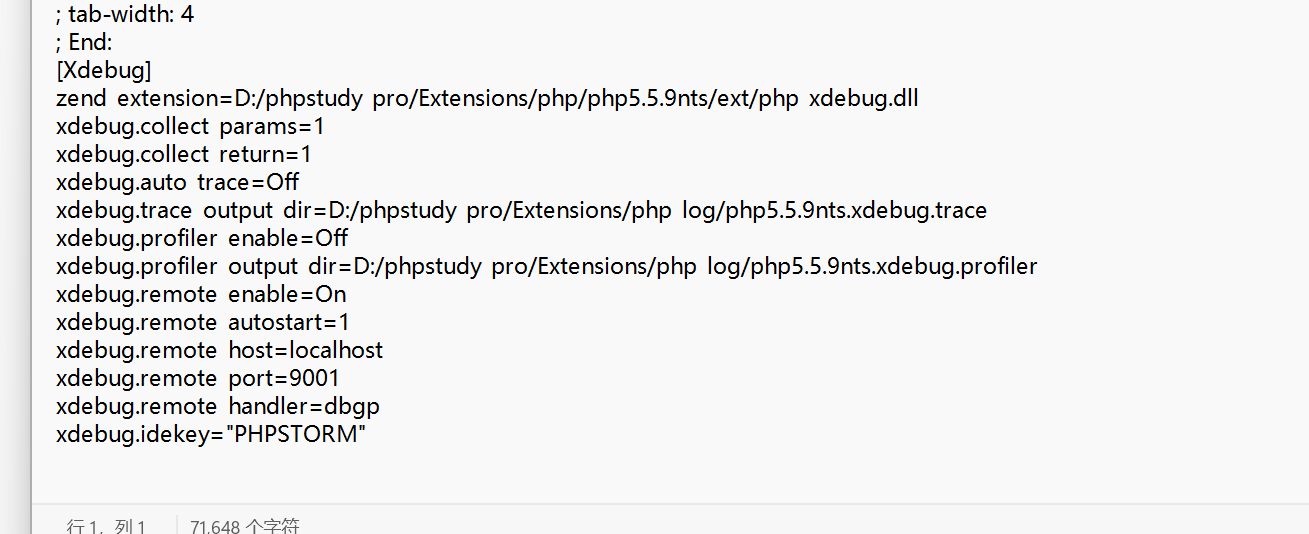 ; tab-width: 4
; End:
[Xdebug]
zend extension=D:/phpstudy pro/Extensions/php/php5.5.9nts/ext/php xdebug.dll
xdebug.collect params=1
xdebug.collect return=1
xdebug.auto trace=Off
xdebug.trace output dir=D:/phpstudy pro/Extensions/php log/php5.5.9nts.xdebug.trace
xdebug.profiler enable=Off
xdebug.profiler output dir=D:/phpstudy pro/Extensions/php log/php5.5.9nts.xdebug.profiler
xdebug.remote enable=On
xdebug.remote autostart=1
xdebug.remote host=localhost
xdebug.remote port=9001
xdebug.remote handler=dbgp
xdebug.idekey="PHPSTORM"
行 1, 列 1 71,648 个字符